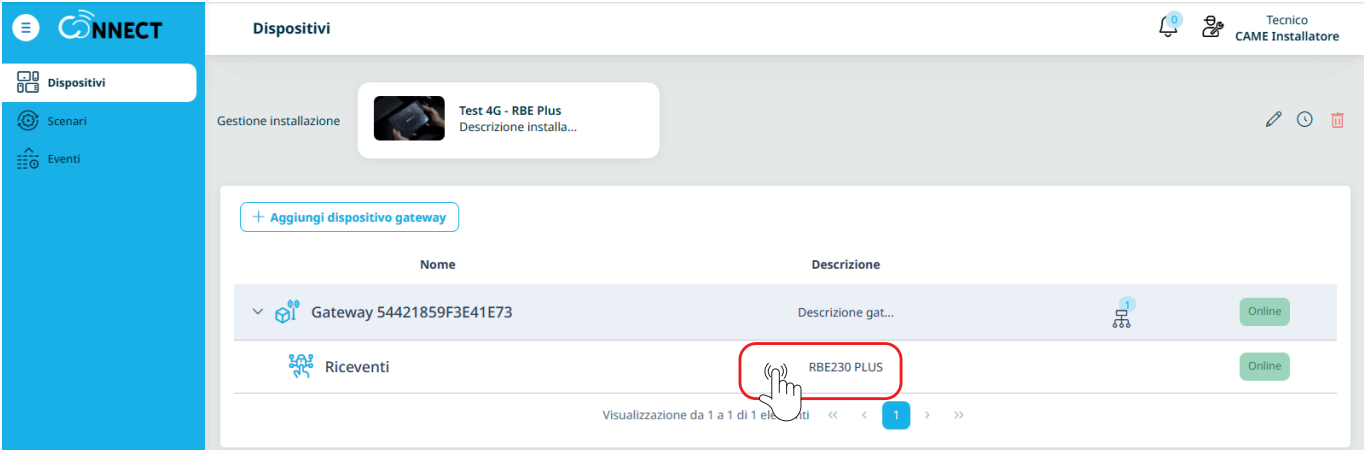 CONNECT
Dispositivi
0
Tecnico
CAME Installatore
Dispositivi
Scenari
Eventi
Gestione installazione
Test 4G - RBE Plus
Descrizione installa...
+ Aggiungi dispositivo gateway
Nome Descrizione
Gateway 54421859F3E41E73 Descrizione gat... 1 Online
Riceventi RBE230 PLUS Online
Visualizzazione da 1 a 1 di 1 elementi << < 1 > >>